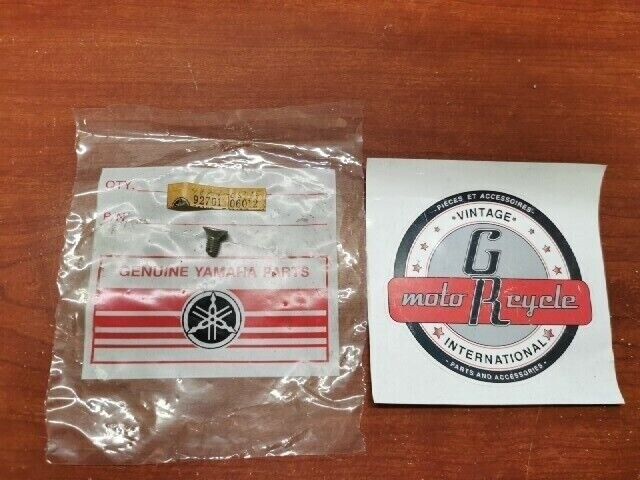 QTY.
92701 06012
P.N.
GENUINE YAMAHA PARTS
PIÈCES ET ACCESSOIRES
VINTAGE
G
moto R cycle
INTERNATIONAL
PARTS AND ACCESSORIES